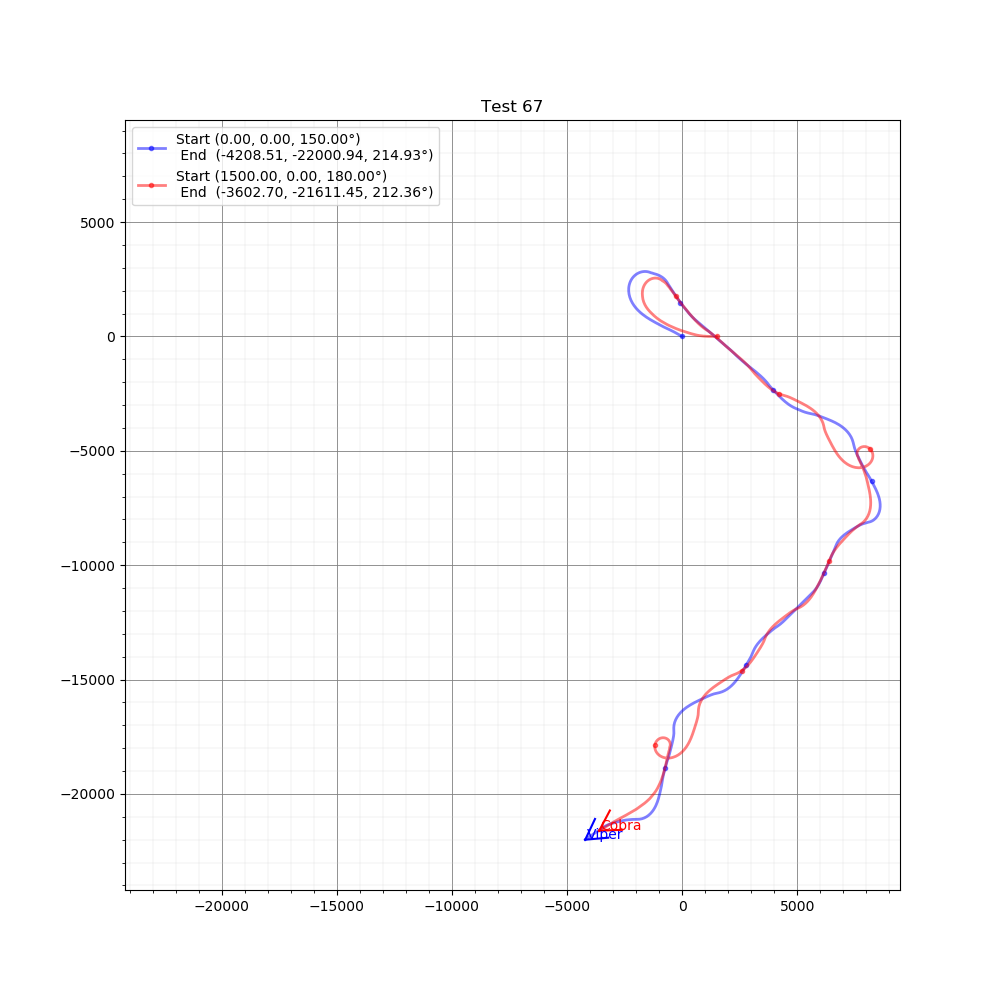 Test 67
Start (0.00, 0.00, 150.00°)
End (-4208.51, -22000.94, 214.93°)
Start (1500.00, 0.00, 180.00°)
End (-3602.70, -21611.45, 212.36°)
5000
0
−5000
−10000
−15000
−20000
Cobra
Viper
−20000
−15000
−10000
−5000
0
5000